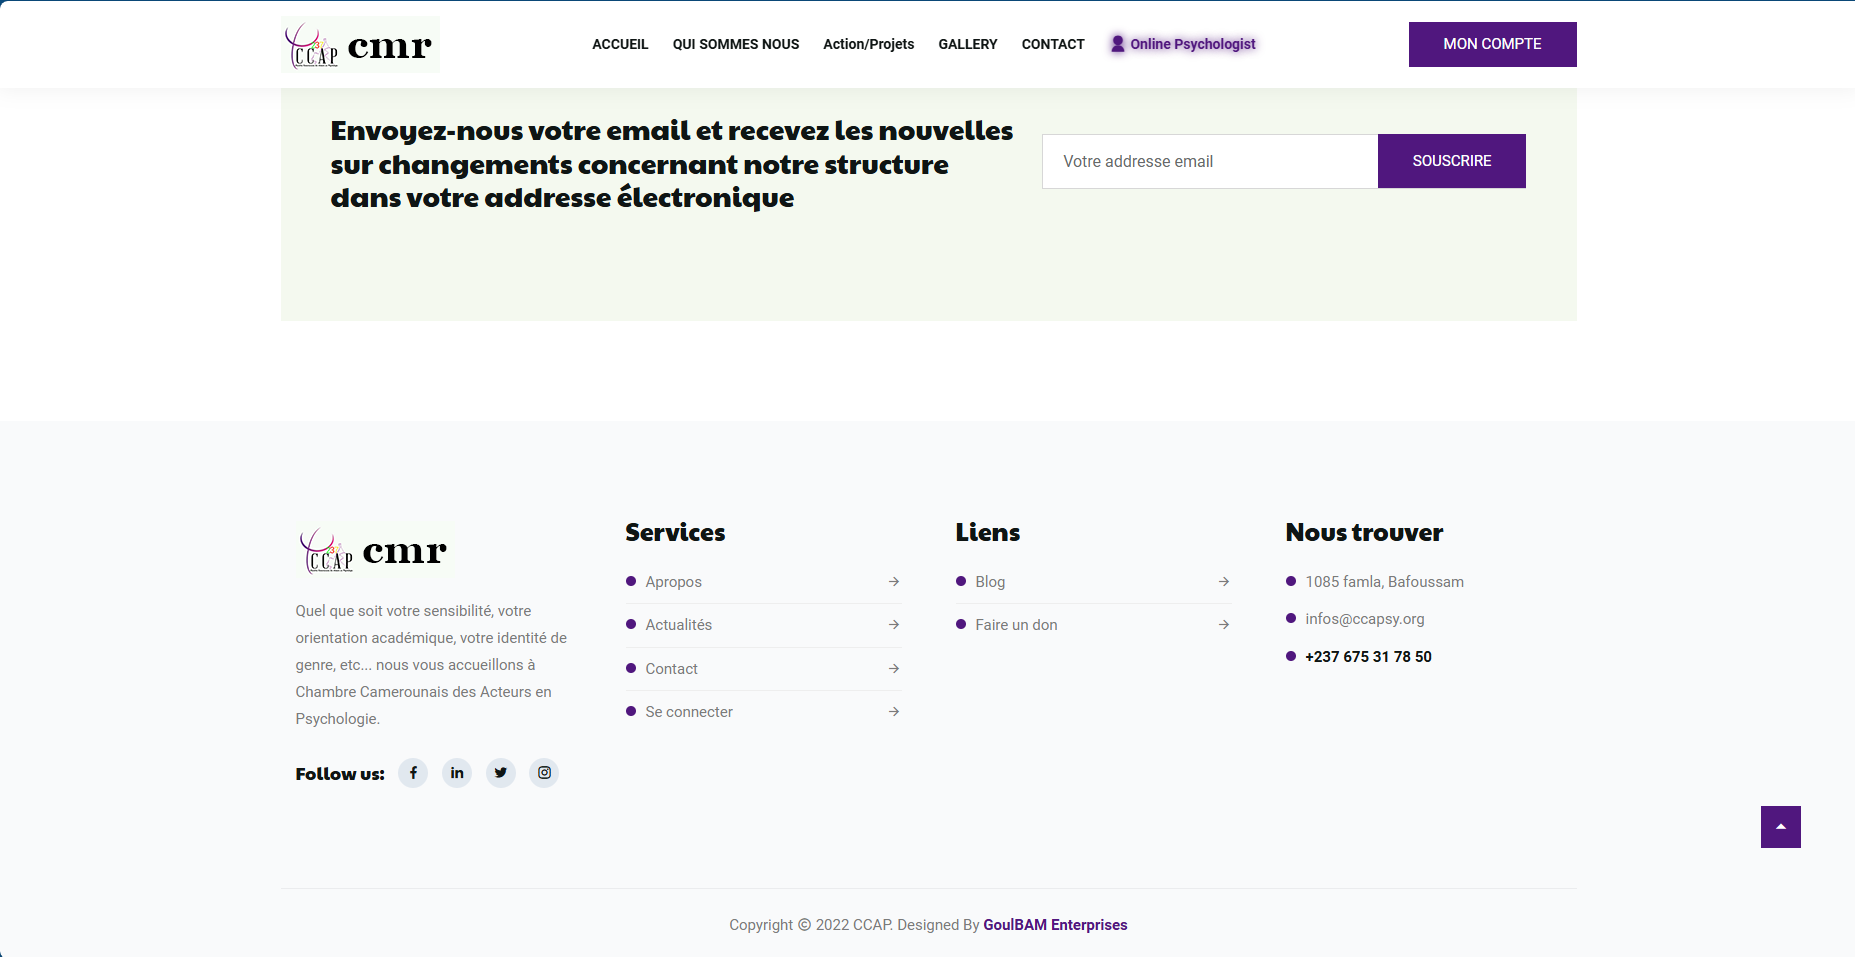 CCAP cmr
ACCUEIL QUI SOMMES NOUS Action/Projets GALLERY CONTACT Online Psychologist MON COMPTE
Envoyez-nous votre email et recevez les nouvelles
sur changements concernant notre structure
dans votre addresse électronique
Votre addresse email SOUSCRIRE
CCAP cmr
Quel que soit votre sensibilité, votre
orientation académique, votre identité de
genre, etc... nous vous accueillons à
Chambre Camerounais des Acteurs en
Psychologie.
Follow us:
Services
Apropos
Actualités
Contact
Se connecter
Liens
Blog
Faire un don
Nous trouver
1085 famla, Bafoussam
infos@ccapsy.org
+237 675 31 78 50
Copyright © 2022 CCAP. Designed By GoulBAM Enterprises